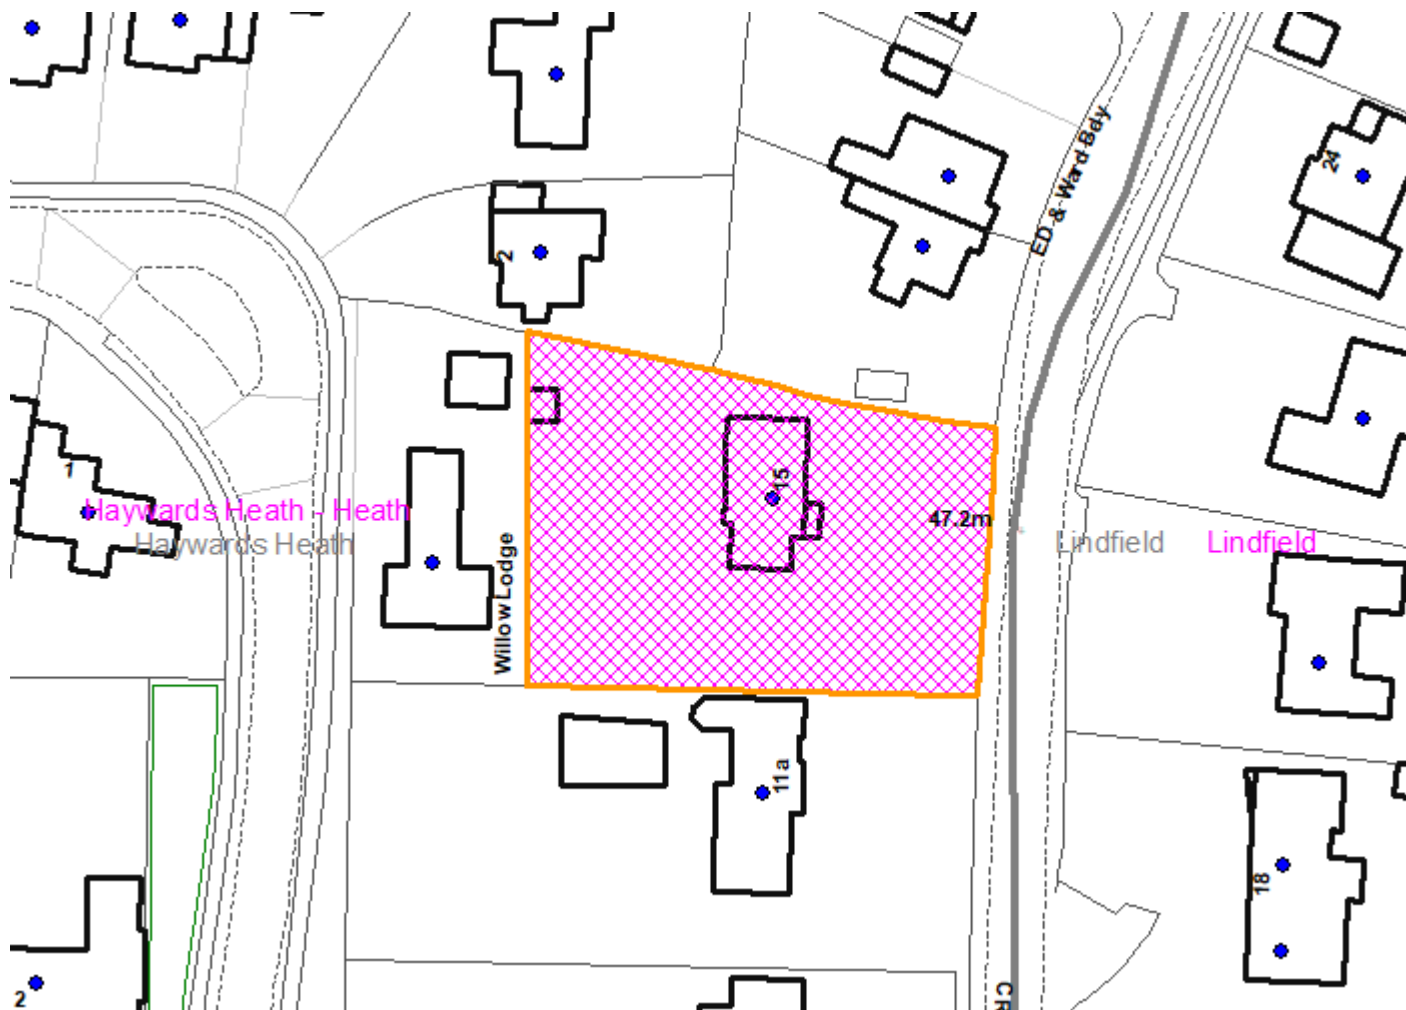 ED & Ward Bdy
24
2
1
15
Haywards Heath - Heath
47.2m
Haywards Heath
Lindfield
Lindfield
Willow Lodge
11a
18
2
CR